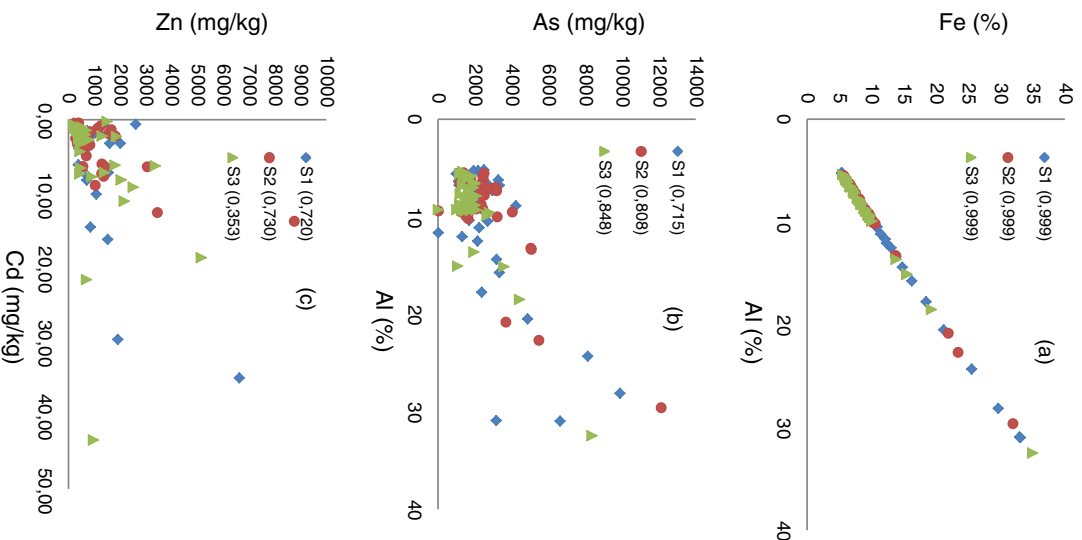 Fe (%)
40
35
30
25
20
15
10
5
0
S1 (0,999)
S2 (0.999)
S3 (0.999)
(a)
0
10
20
30
40
Al (%)
As (mg/kg)
14000
12000
10000
8000
6000
4000
2000
0
S1 (0,715)
S2 (0,808)
S3 (0,848)
(b)
0
10
20
30
40
Al (%)
Zn (mg/kg)
10000
9000
8000
7000
6000
5000
4000
3000
2000
1000
0
S1 (0,720)
S2 (0,730)
S3 (0,353)
(c)
0,00
10,00
20,00
30,00
40,00
50,00
Cd (mg/kg)